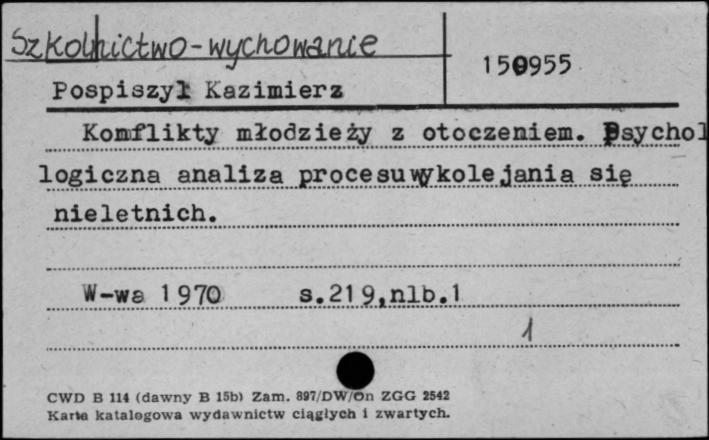 Szkolnictwo-wychowanie
150955
Pospiszyl Kazimierz
Komflikty młodzieży z otoczeniem. Psychol
logiczna analiza procesu wykolejania się
nieletnich.
W-wa 1970 s.219,nlb.1
1
CWD B 114 (dawny B 15b) Zam. 897/DW/On ZGG 2542
Karta katalogowa wydawnictw ciągłych i zwartych.